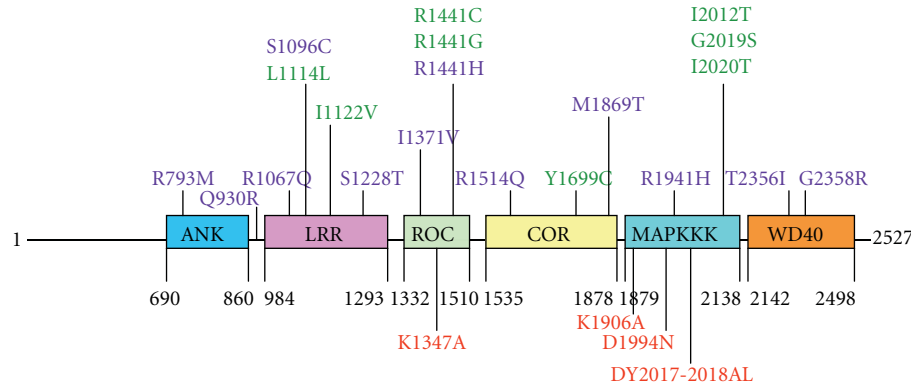 R1441C
I2012T
R1441G
G2019S
S1096C
R1441H
I2020T
L1114L
M1869T
I1122V
I1371V
R793M
Q930R
R1067Q
S1228T
R1514Q
Y1699C
R1941H
T2356I
G2358R
1
ANK
LRR
ROC
COR
MAPKKK
WD40
2527
690 860 984 1293 1332 1510 1535 1878 1879 2138 2142 2498
K1906A
K1347A
D1994N
DY2017-2018AL